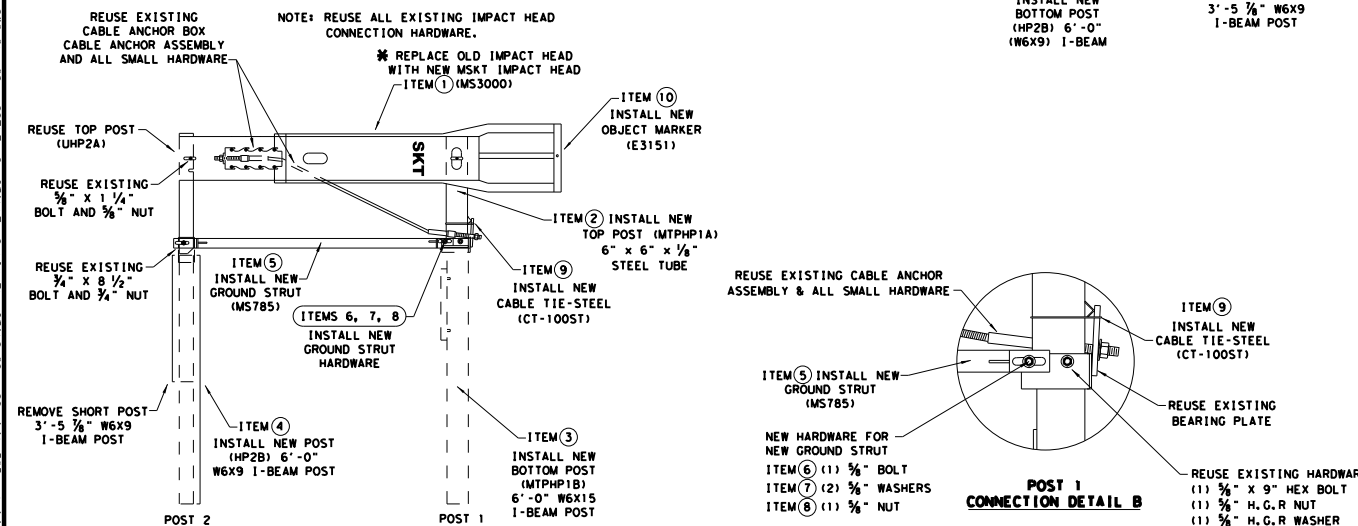 REUSE EXISTING
CABLE ANCHOR BOX
CABLE ANCHOR ASSEMBLY
AND ALL SMALL HARDWARE
NOTE: REUSE ALL EXISTING IMPACT HEAD
CONNECTION HARDWARE.
* REPLACE OLD IMPACT HEAD
WITH NEW MSKT IMPACT HEAD
ITEM 1 (MS3000)
ITEM 10
INSTALL NEW
OBJECT MARKER
(E3151)
REUSE TOP POST
(UHP2A)
SKT
REUSE EXISTING
5/8" X 1 1/4"
BOLT AND 5/8" NUT
ITEM 2 INSTALL NEW
TOP POST (MTPHP1A)
6" x 6" x 1/8"
STEEL TUBE
REUSE EXISTING
3/4" X 8 1/2"
BOLT AND 3/4" NUT
ITEM 5
INSTALL NEW
GROUND STRUT
(MS785)
ITEMS 6, 7, 8
INSTALL NEW
GROUND STRUT
HARDWARE
ITEM 9
INSTALL NEW
CABLE TIE-STEEL
(CT-100ST)
REMOVE SHORT POST
3'-5 7/8" W6X9
I-BEAM POST
ITEM 4
INSTALL NEW POST
(HP2B) 6'-0"
W6X9 I-BEAM POST
ITEM 3
INSTALL NEW
BOTTOM POST
(MTPHP1B)
6'-0" W6X15
I-BEAM POST
POST 2
POST 1
INSTALL NEW
BOTTOM POST
(HP2B) 6'-0"
(W6X9) I-BEAM
3'-5 7/8" W6X9
I-BEAM POST
REUSE EXISTING CABLE ANCHOR
ASSEMBLY & ALL SMALL HARDWARE
ITEM 9
INSTALL NEW
CABLE TIE-STEEL
(CT-100ST)
ITEM 5 INSTALL NEW
GROUND STRUT
(MS785)
REUSE EXISTING
BEARING PLATE
NEW HARDWARE FOR
NEW GROUND STRUT
ITEM 6 (1) 5/8" BOLT
ITEM 7 (2) 5/8" WASHERS
ITEM 8 (1) 5/8" NUT
POST 1
CONNECTION DETAIL B
REUSE EXISTING HARDWAR
(1) 5/8" X 9" HEX BOLT
(1) 5/8" H.G.R NUT
(1) 5/8" H.G.R WASHER